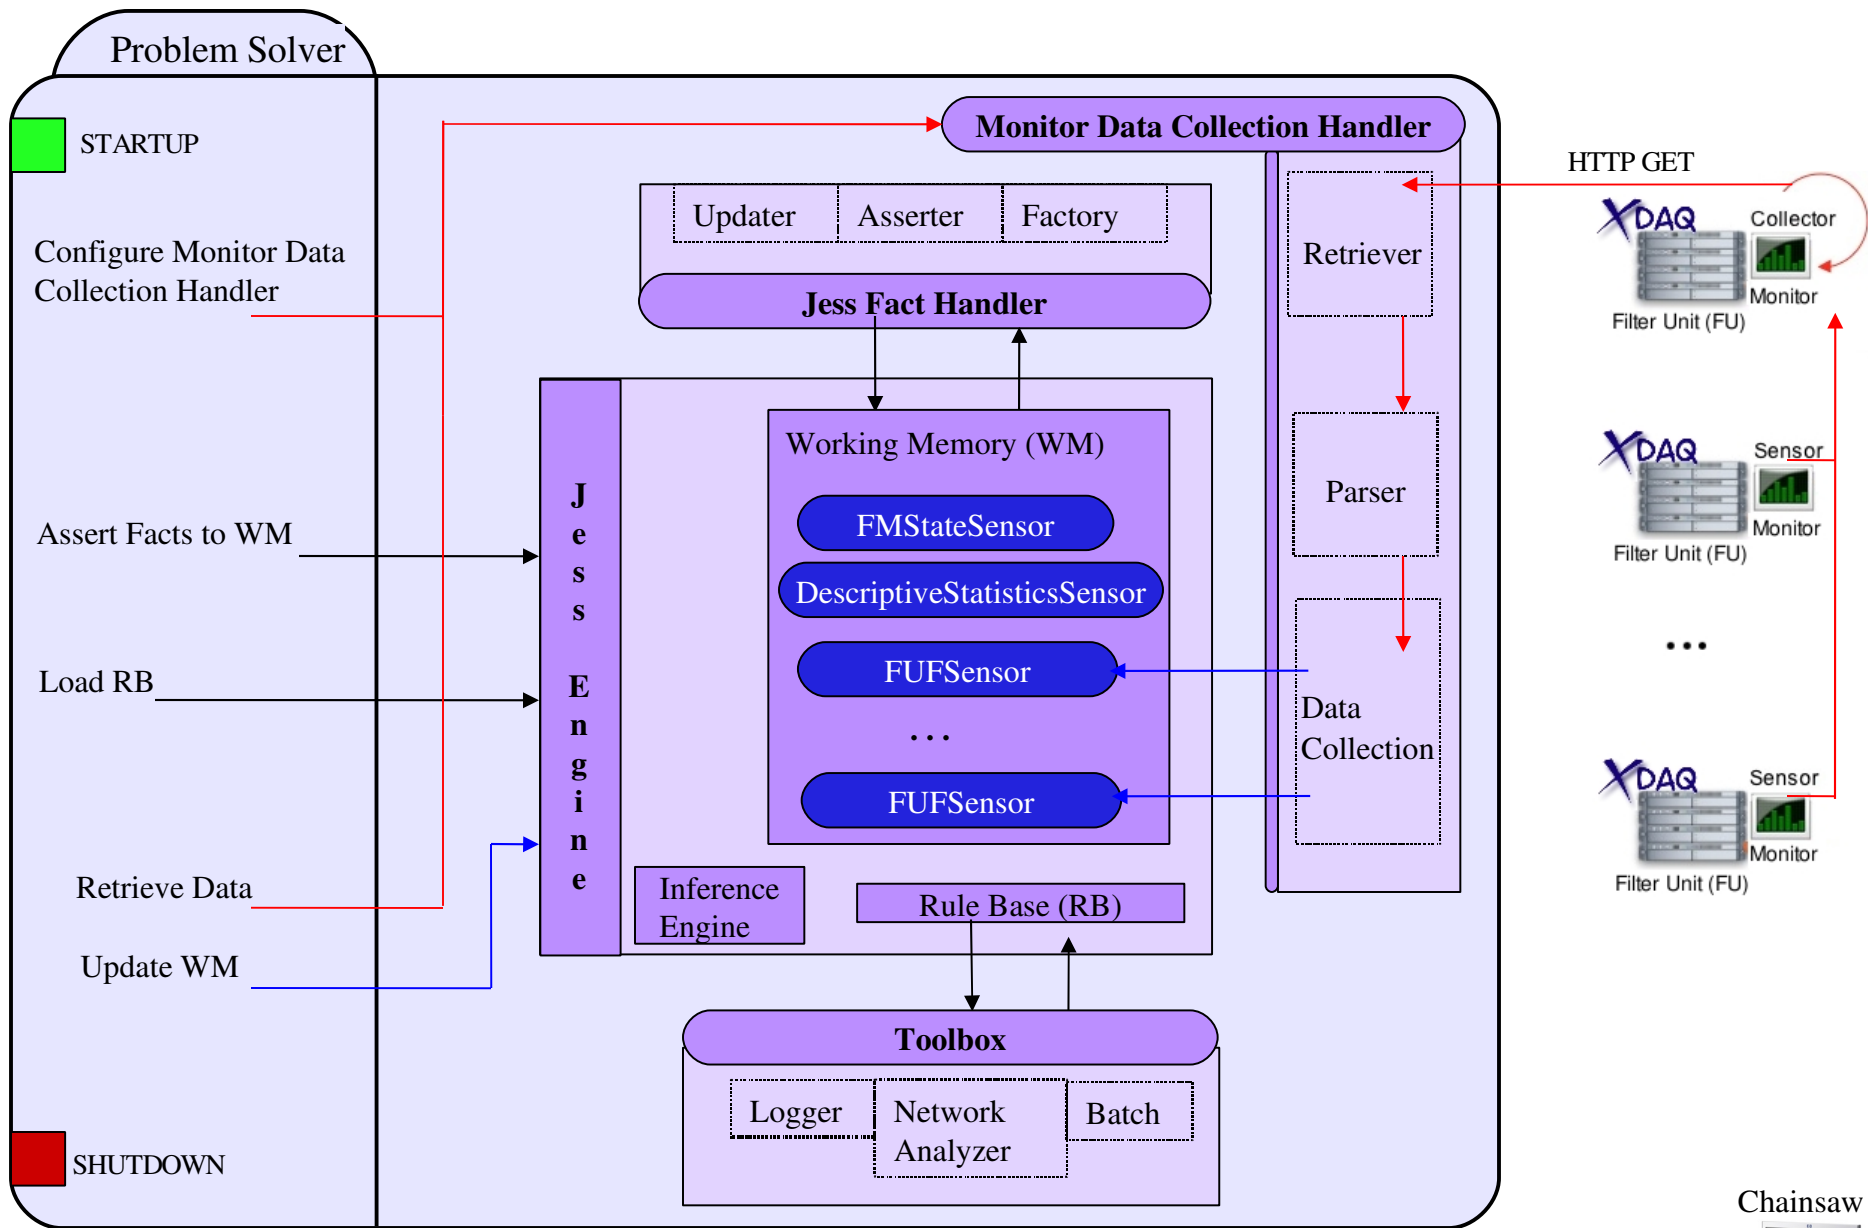 Problem Solver
STARTUP
Configure Monitor Data
Collection Handler
Assert Facts to WM
Load RB
Retrieve Data
Update WM
SHUTDOWN
Monitor Data Collection Handler
Updater
Asserter
Factory
Jess Fact Handler
Jess Engine
Working Memory (WM)
FMStateSensor
DescriptiveStatisticsSensor
FUFSensor
...
FUFSensor
Inference
Engine
Rule Base (RB)
Toolbox
Logger
Network
Analyzer
Batch
Retriever
Parser
Data
Collection
HTTP GET
XDAQ
Collector
Monitor
Filter Unit (FU)
XDAQ
Sensor
Monitor
Filter Unit (FU)
...
XDAQ
Sensor
Monitor
Filter Unit (FU)
Chainsaw